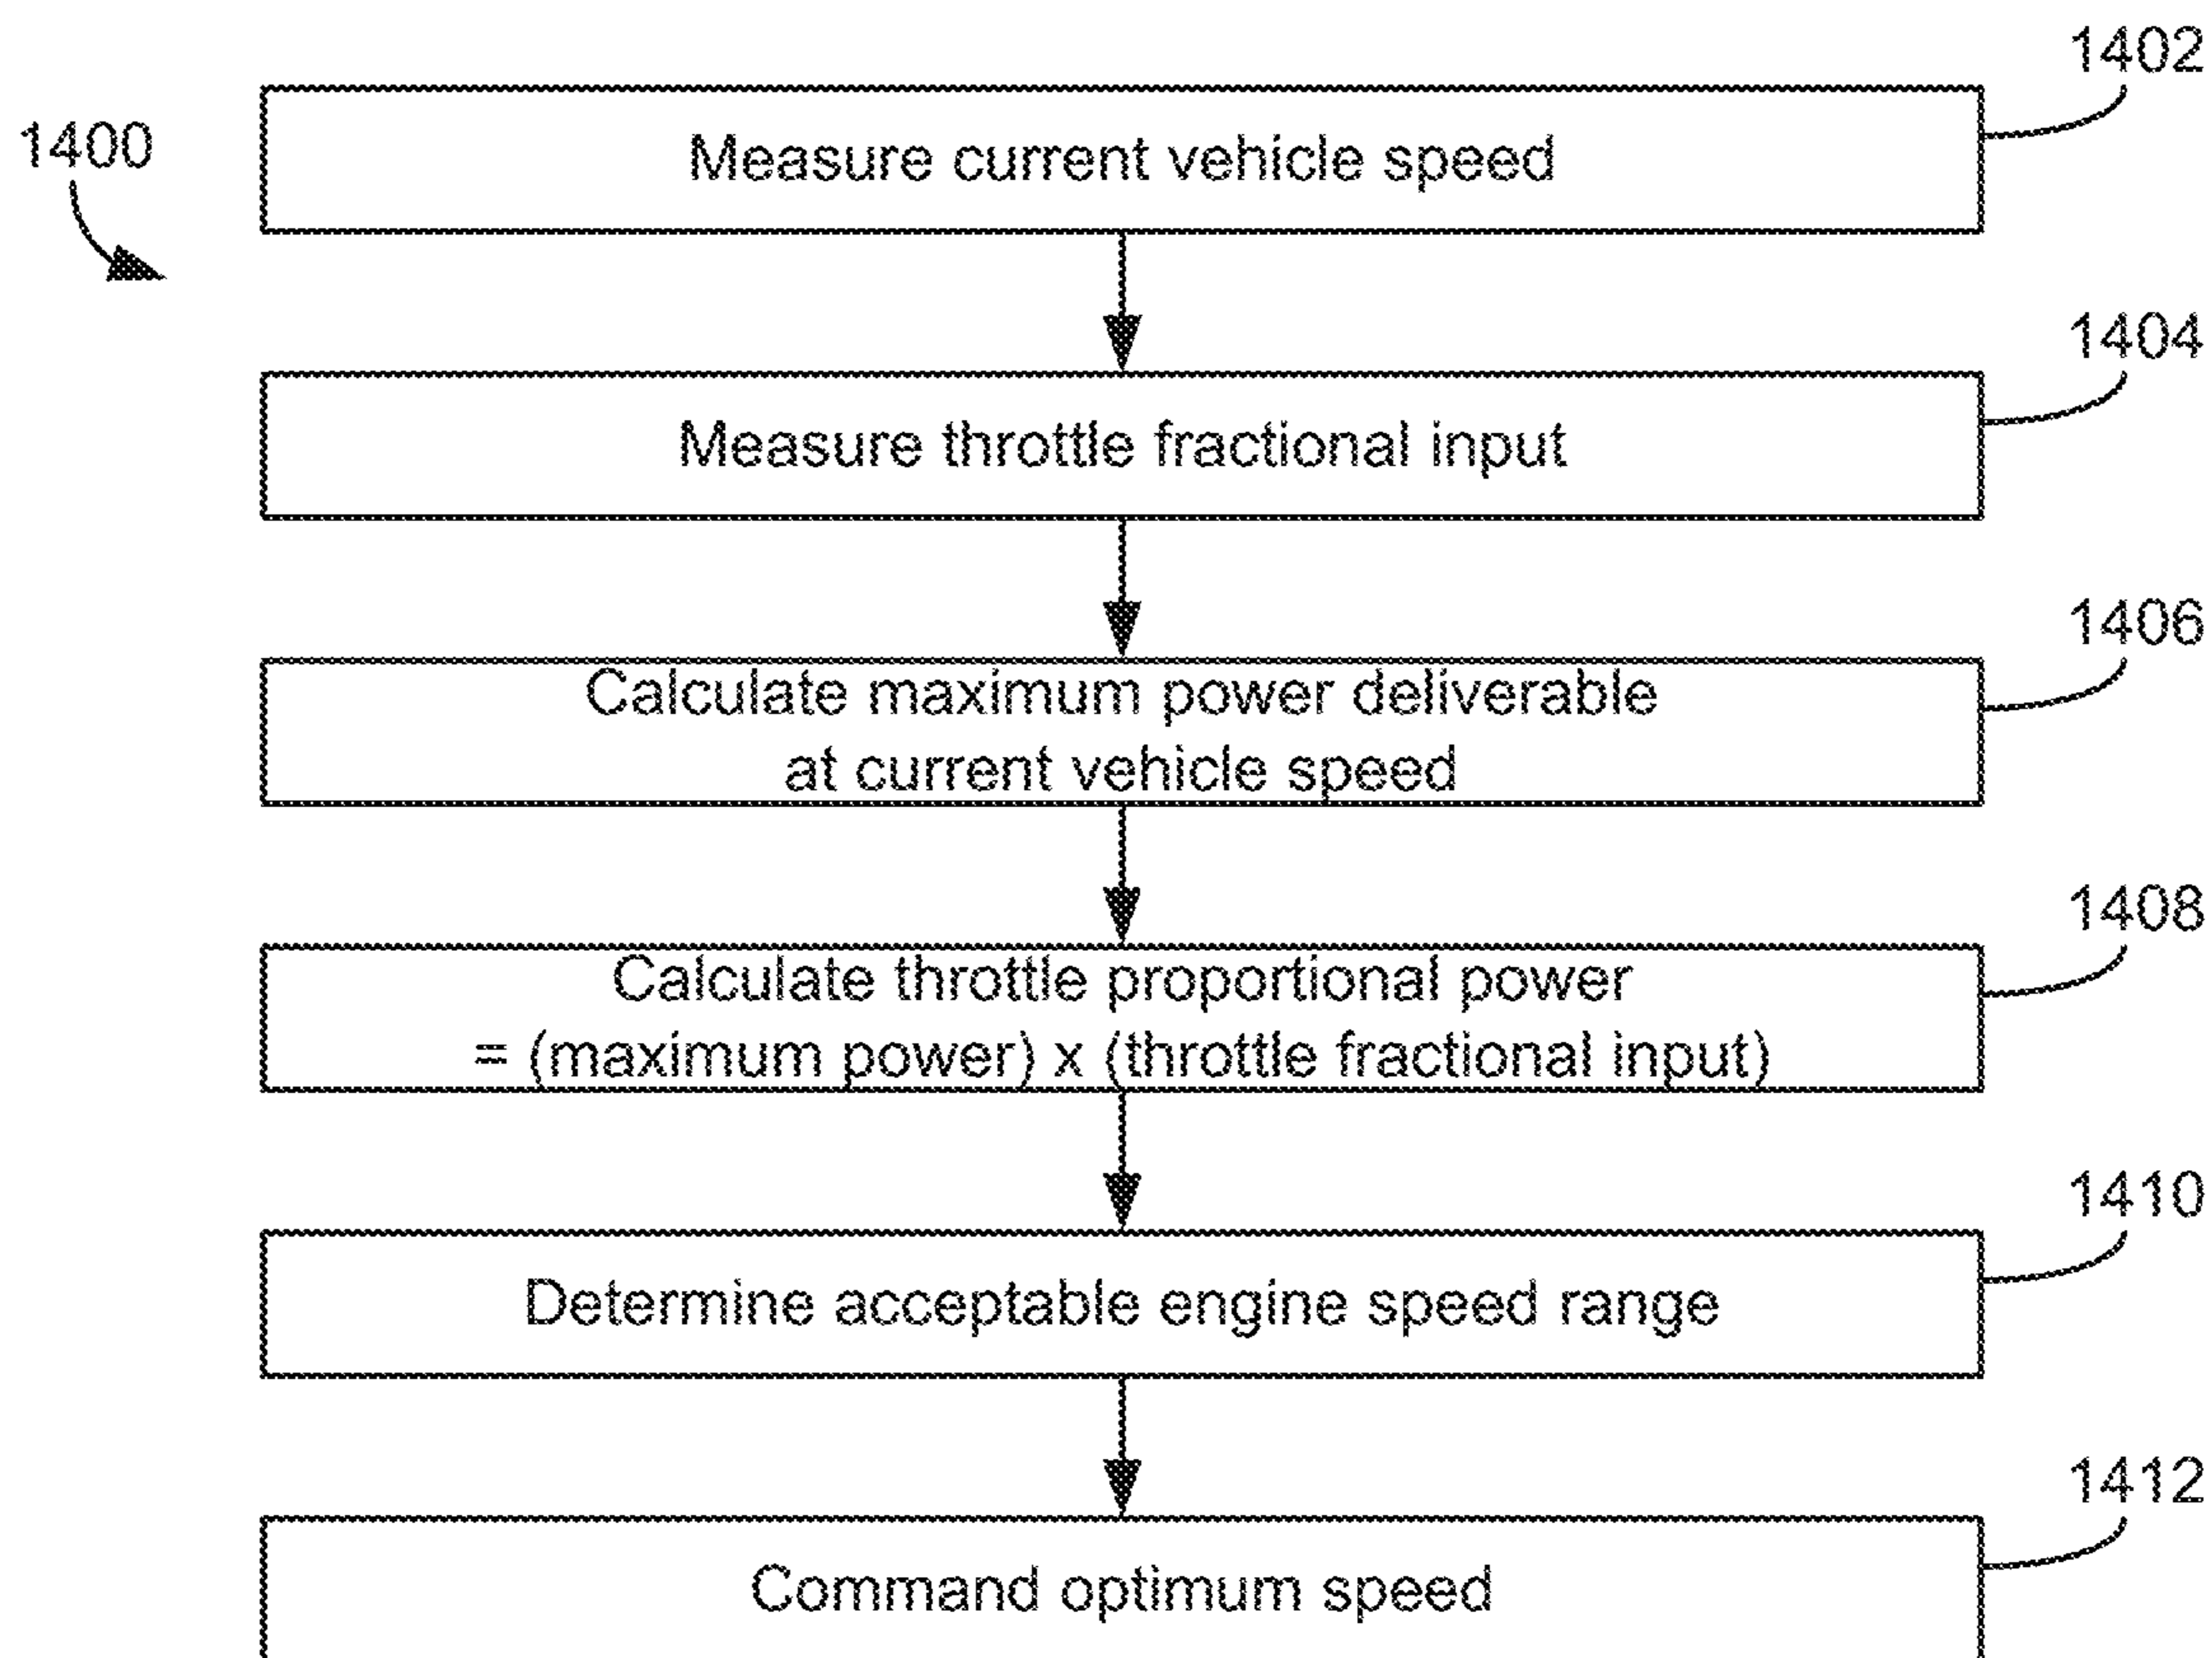 1400
1402
Measure current vehicle speed
1404
Measure throttle fractional input
1406
Calculate maximum power deliverable
at current vehicle speed
1408
Calculate throttle proportional power
= (maximum power) x (throttle fractional input)
1410
Determine acceptable engine speed range
1412
Command optimum speed